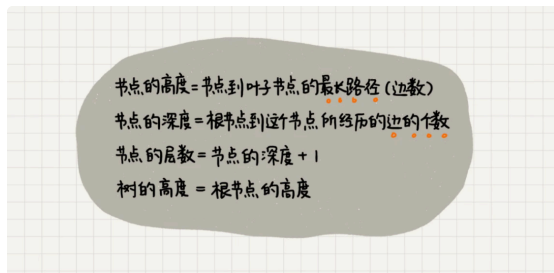 节点的高度=节点到叶子节点的最长路径(边数)
节点的深度=根节点到这个节点所经历的边的个数
节点的层数=节点的深度+1
树的高度=根节点的高度